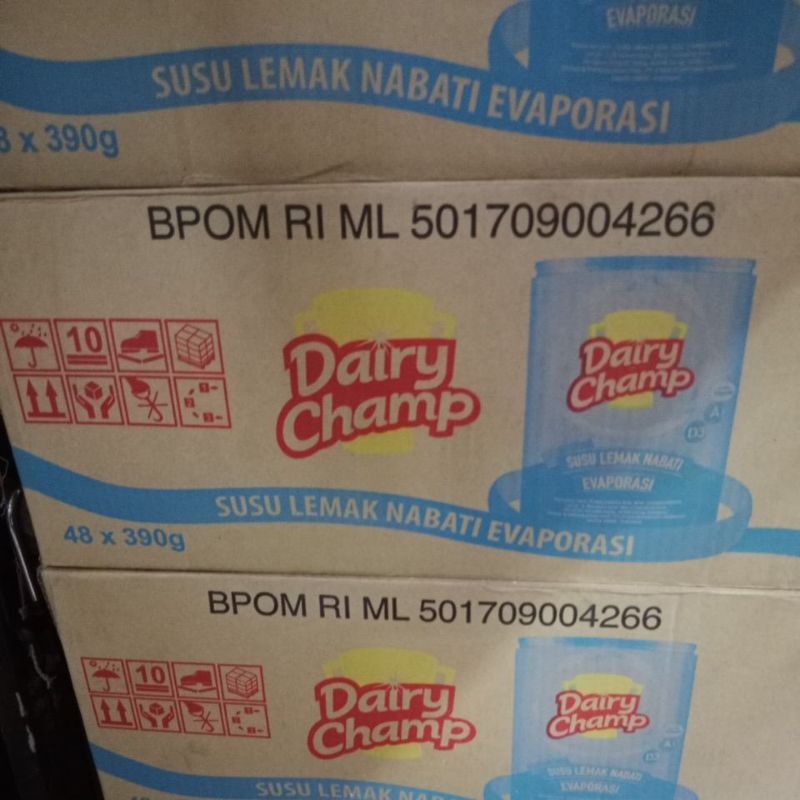 EVAPORASI
SUSU LEMAK NABATI EVAPORASI
8 x 390g
BPOM RI ML 501709004266
10
Dairy
Champ
Dairy
Champ
A
D3
SUSU LEMAK NABATI
EVAPORASI
SUSU LEMAK NABATI EVAPORASI
48 x 390g
BPOM RI ML 501709004266
10
Dairy
Champ
Dairy
Champ
SUSU LEMAK NABATI
EVAPORASI
SUSU LEMAK NAB